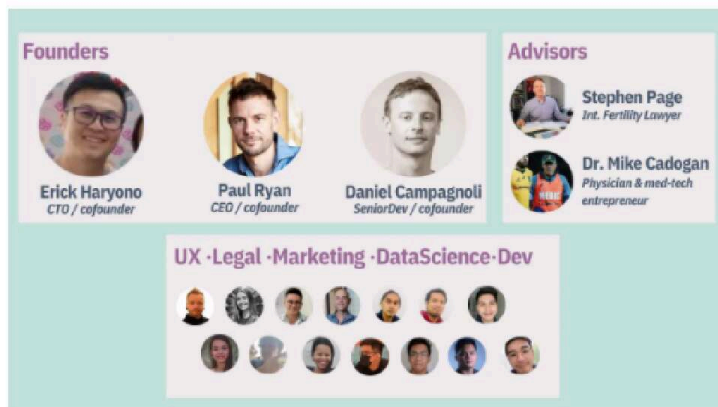 Founders
Erick Haryono
CTO / cofounder
Paul Ryan
CEO / cofounder
Daniel Campagnoli
SeniorDev / cofounder
Advisors
Stephen Page
Int. Fertility Lawyer
Dr. Mike Cadogan
Physician & med-tech
entrepreneur
UX ·Legal ·Marketing ·DataScience·Dev